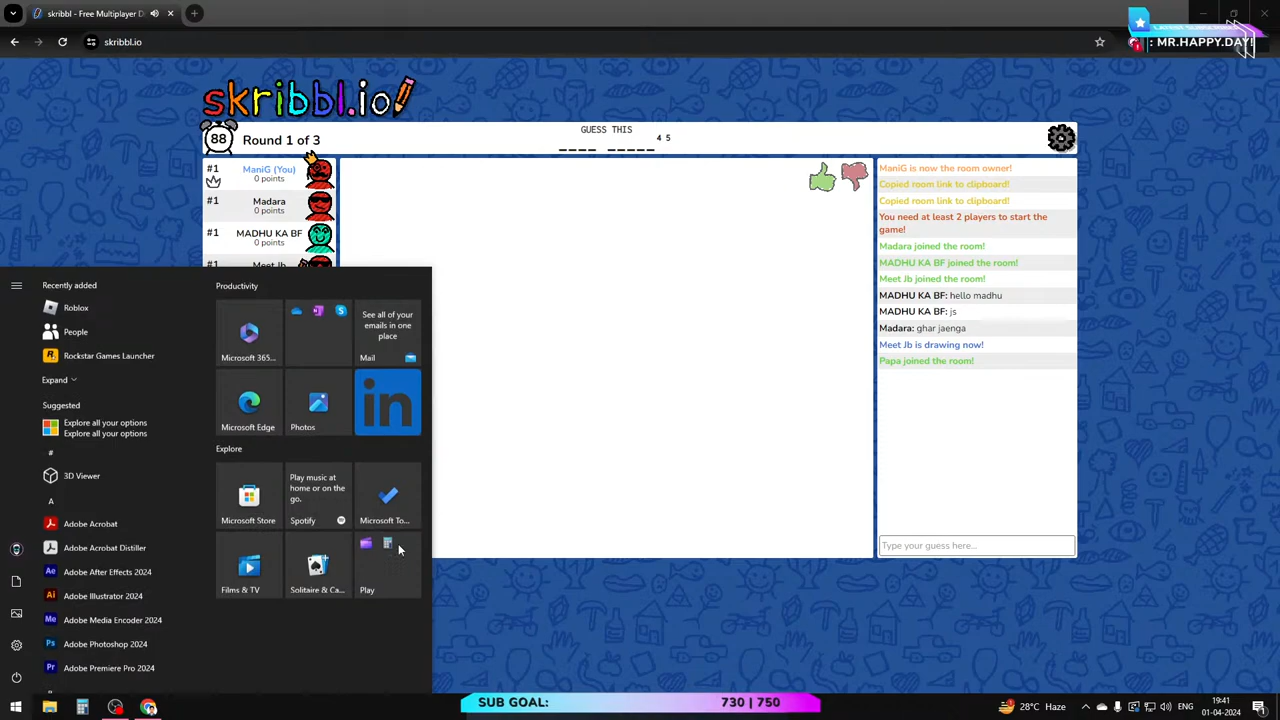 skribbl - Free Multiplayer D
skribbl.io
: MR.HAPPY.DAY!
skribbl.io
88
Round 1 of 3
GUESS THIS
____ _____ 4 5
#1 ManiG (You)
0 points
#1 Madara
0 points
#1 MADHU KA BF
0 points
#1 Meet Jb
ManiG is now the room owner!
Copied room link to clipboard!
Copied room link to clipboard!
You need at least 2 players to start the
game!
Madara joined the room!
MADHU KA BF joined the room!
Meet Jb joined the room!
MADHU KA BF: hello madhu
MADHU KA BF: js
Madara: ghar jaenga
Meet Jb is drawing now!
Papa joined the room!
Type your guess here...
Recently added
Roblox
People
Rockstar Games Launcher
Expand
Suggested
Explore all your options
Explore all your options
#
3D Viewer
A
Adobe Acrobat
Adobe Acrobat Distiller
Adobe After Effects 2024
Adobe Illustrator 2024
Adobe Media Encoder 2024
Adobe Photoshop 2024
Adobe Premiere Pro 2024
Productivity
Microsoft 365...
See all of your
emails in one
place
Mail
Microsoft Edge
Photos
in
Explore
Microsoft Store
Play music at
home or on the
go.
Spotify
Microsoft To...
Films & TV
Solitaire & Ca...
Play
SUB GOAL:
730 | 750
28°C Haze
ENG
19:41
01-04-2024